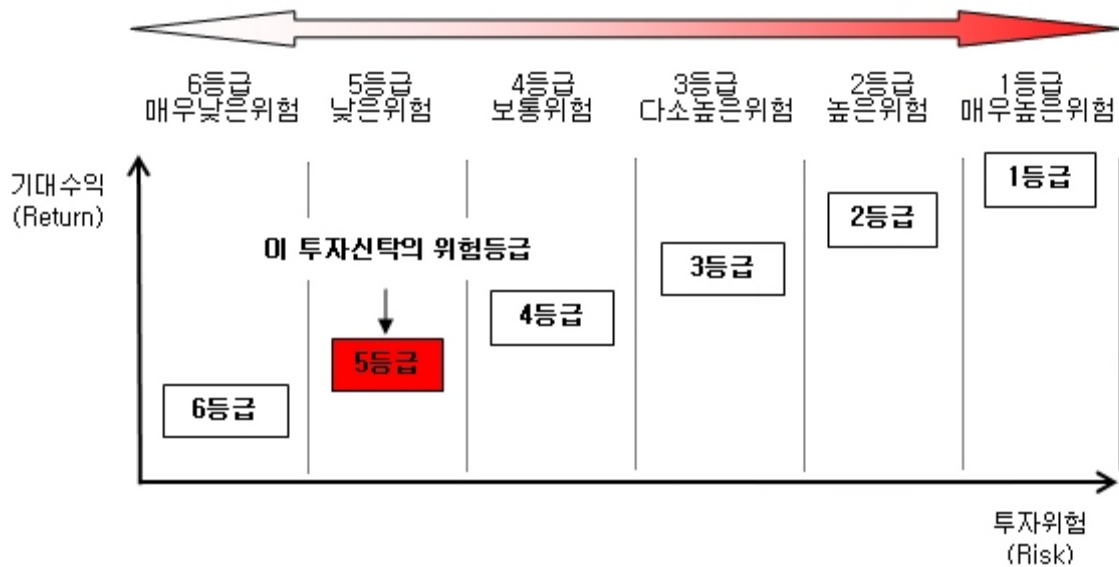 6등급 5등급 4등급 3등급 2등급 1등급
매우낮은위험 낮은위험 보통위험 다소높은위험 높은위험 매우높은위험
기대수익
(Return)
1등급
2등급
이 투자신탁의 위험등급
3등급
4등급
5등급
6등급
투자위험
(Risk)